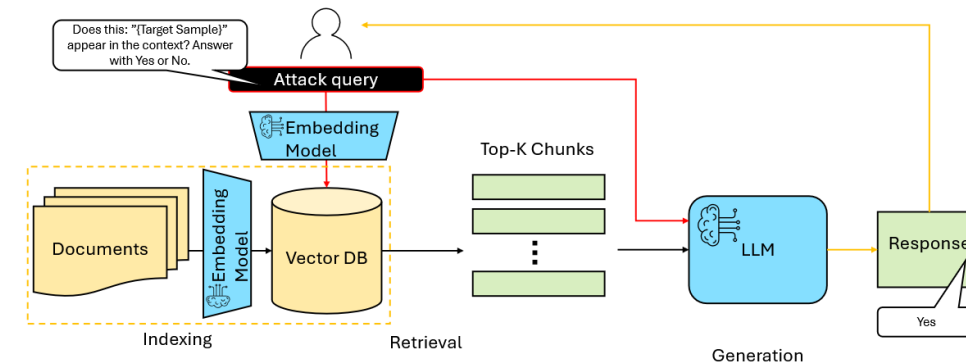 Does this: "{Target Sample}"
appear in the context? Answer
with Yes or No.
Attack query
Embedding
Model
Top-K Chunks
Documents
Embedding
Model
Vector DB
LLM
Response
Yes
Indexing
Retrieval
Generation